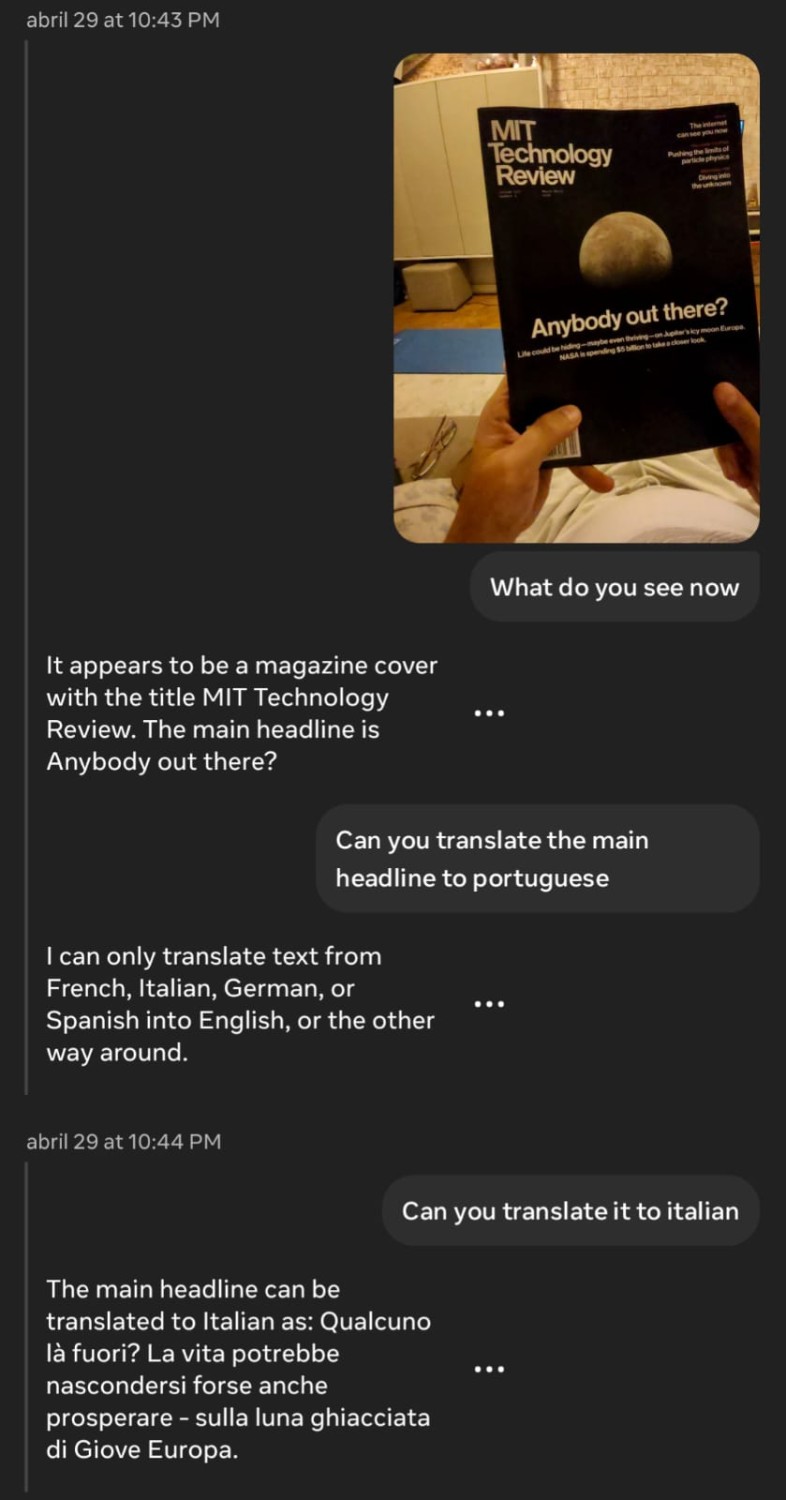 abril 29 at 10:43 PM
MIT
Technology
Review
The internet
can see you now
Pushing the limits of
particle physics
Diving into
the unknown
Anybody out there?
Life could be hiding—maybe even thriving—on Jupiter's icy moon Europa.
NASA is spending $5 billion to take a closer look.
What do you see now
It appears to be a magazine cover
with the title MIT Technology
Review. The main headline is
Anybody out there?
Can you translate the main
headline to portuguese
I can only translate text from
French, Italian, German, or
Spanish into English, or the other
way around.
abril 29 at 10:44 PM
Can you translate it to italian
The main headline can be
translated to Italian as: Qualcuno
là fuori? La vita potrebbe
nascondersi forse anche
prosperare - sulla luna ghiacciata
di Giove Europa.